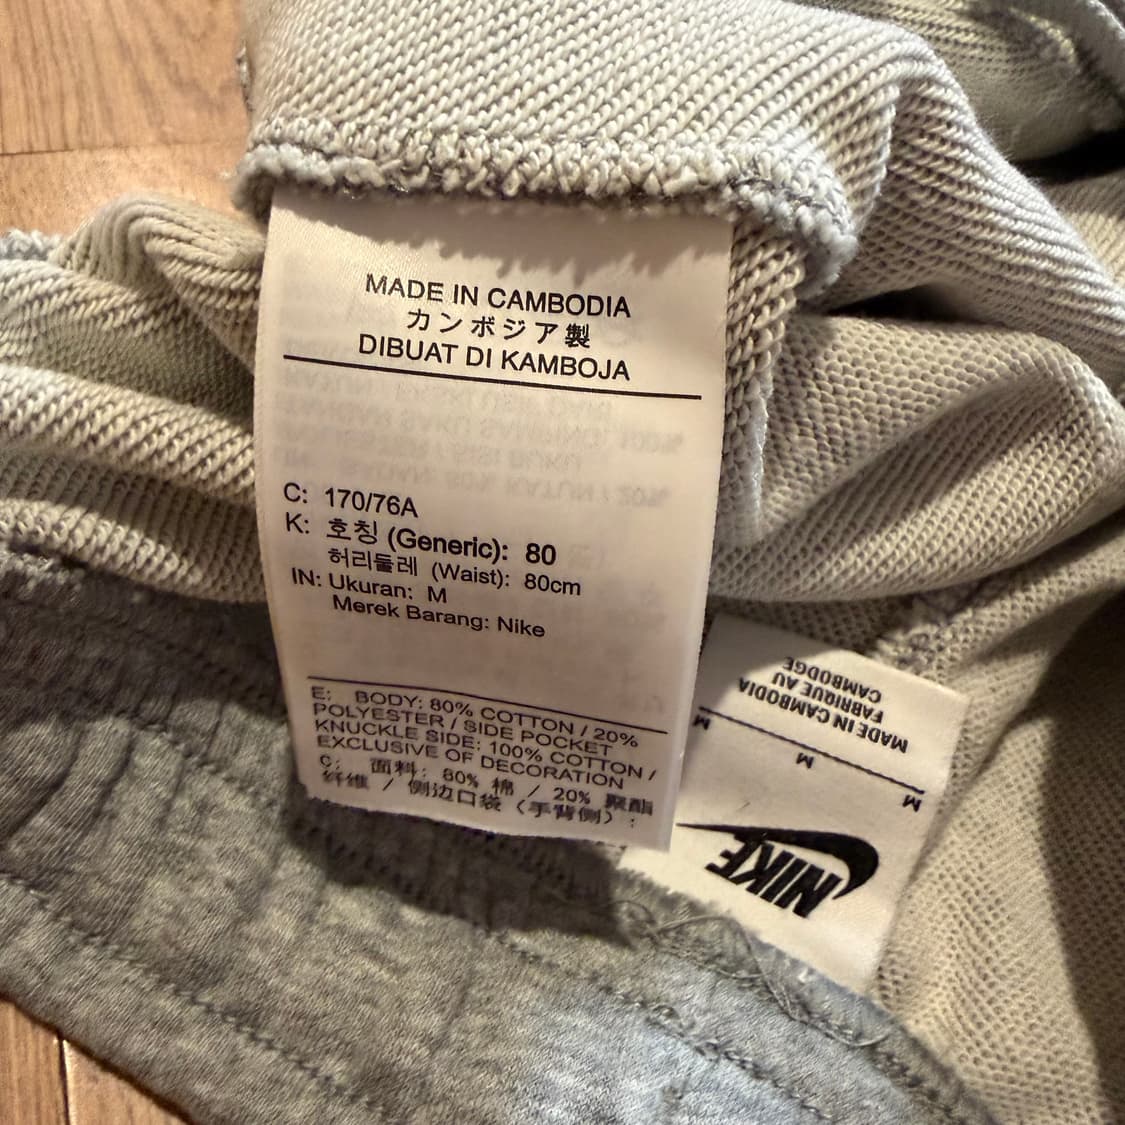 MADE IN CAMBODIA
カンボジア製
DIBUAT DI KAMBOJA
C: 170/76A
K: 호칭 (Generic): 80
허리둘레 (Waist): 80cm
IN: Ukuran: M
Merek Barang: Nike
E: BODY: 80% COTTON / 20%
POLYESTER / SIDE POCKET
KNUCKLE SIDE: 100% COTTON /
EXCLUSIVE OF DECORATION
C: 面料: 80% 棉 / 20% 聚酯
纤维 / 侧边口袋 (手背侧) :
NIKE
M M M
MADE IN CAMBODIA
FABRIQUÉ AU
CAMBODGE